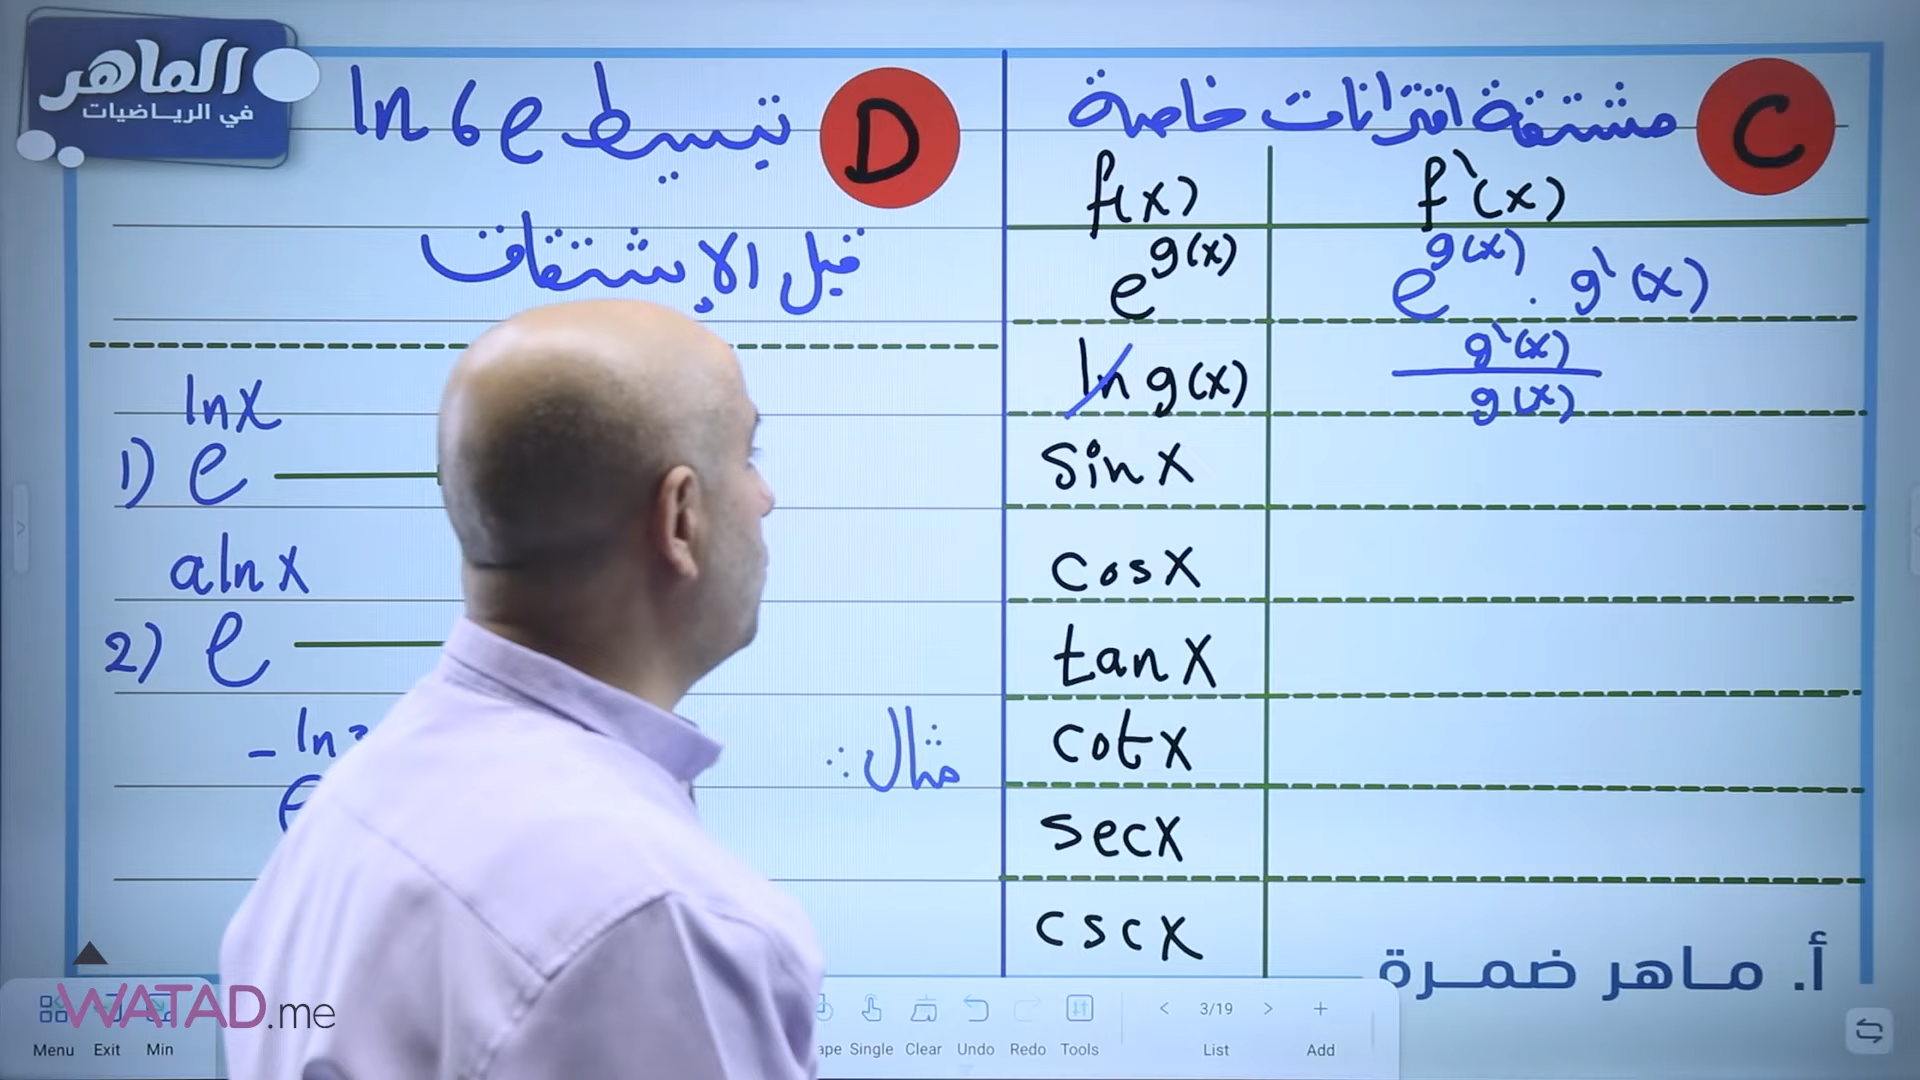 الماهر
في الرياضيات
C مشتقة اقترانات خاصة
f(x) f`(x)
e^g(x) e^g(x) . g`(x)
ln g(x) g`(x) / g(x)
sin x
cos x
tan x
cot x
sec x
csc x
أ. ماهر ضمرة
D تبسيط e و ln
قبل الإشتقاق
1) e^ln x
2) e^a ln x
مثال:
- ln
e
WATAD.me
Menu Exit Min
Single Clear Undo Redo Tools
< 3/19 > +
List Add